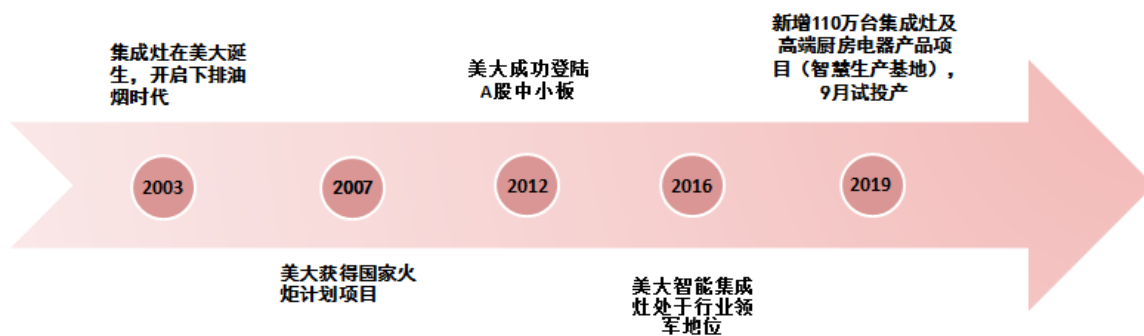 集成灶在美大诞
生，开启下排油
烟时代
美大成功登陆
A股中小板
新增110万台集成灶及
高端厨房电器产品项
目（智慧生产基地），
9月试投产
2003
2007
2012
2016
2019
美大获得国家火
炬计划项目
美大智能集成
灶处于行业领
军地位